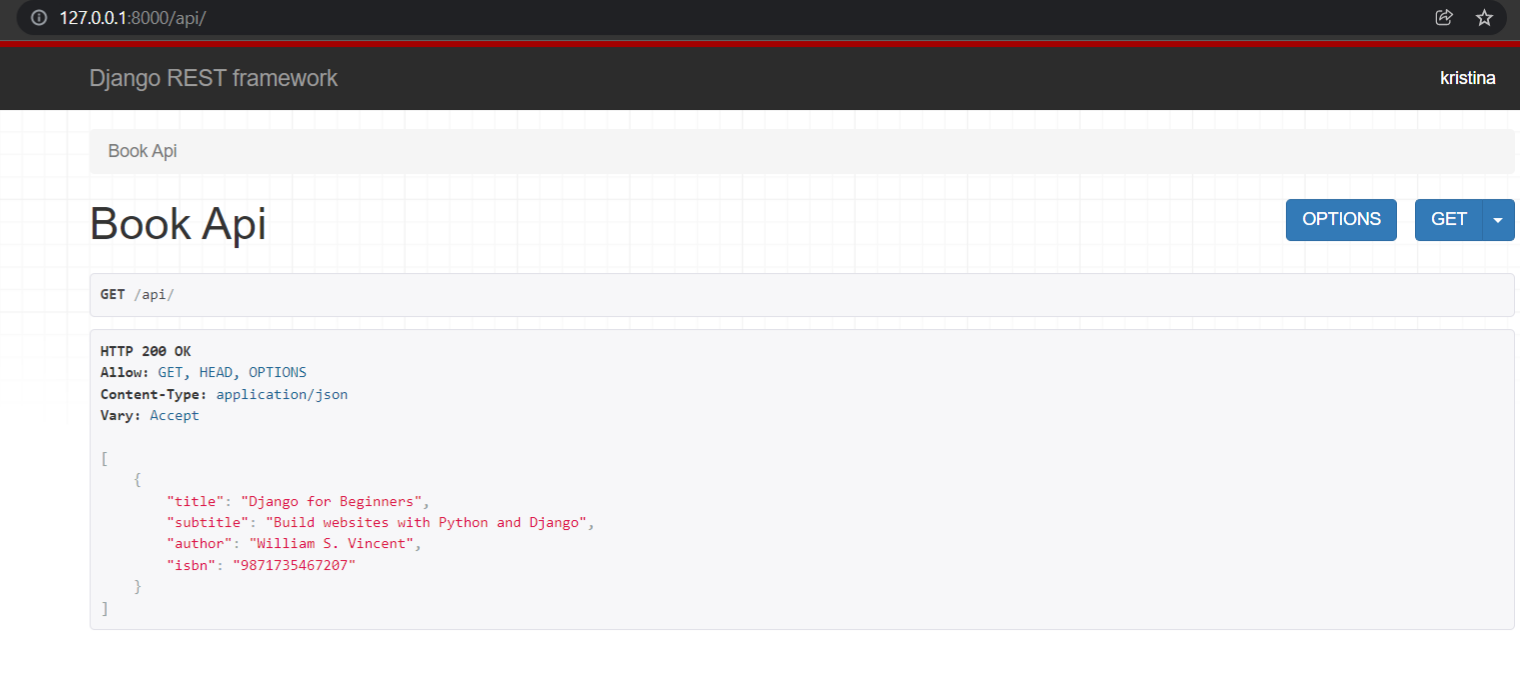 127.0.0.1:8000/api/
Django REST framework
kristina
Book Api
Book Api
OPTIONS
GET
GET /api/
HTTP 200 OK
Allow: GET, HEAD, OPTIONS
Content-Type: application/json
Vary: Accept
[
    {
        "title": "Django for Beginners",
        "subtitle": "Build websites with Python and Django",
        "author": "William S. Vincent",
        "isbn": "9871735467207"
    }
]